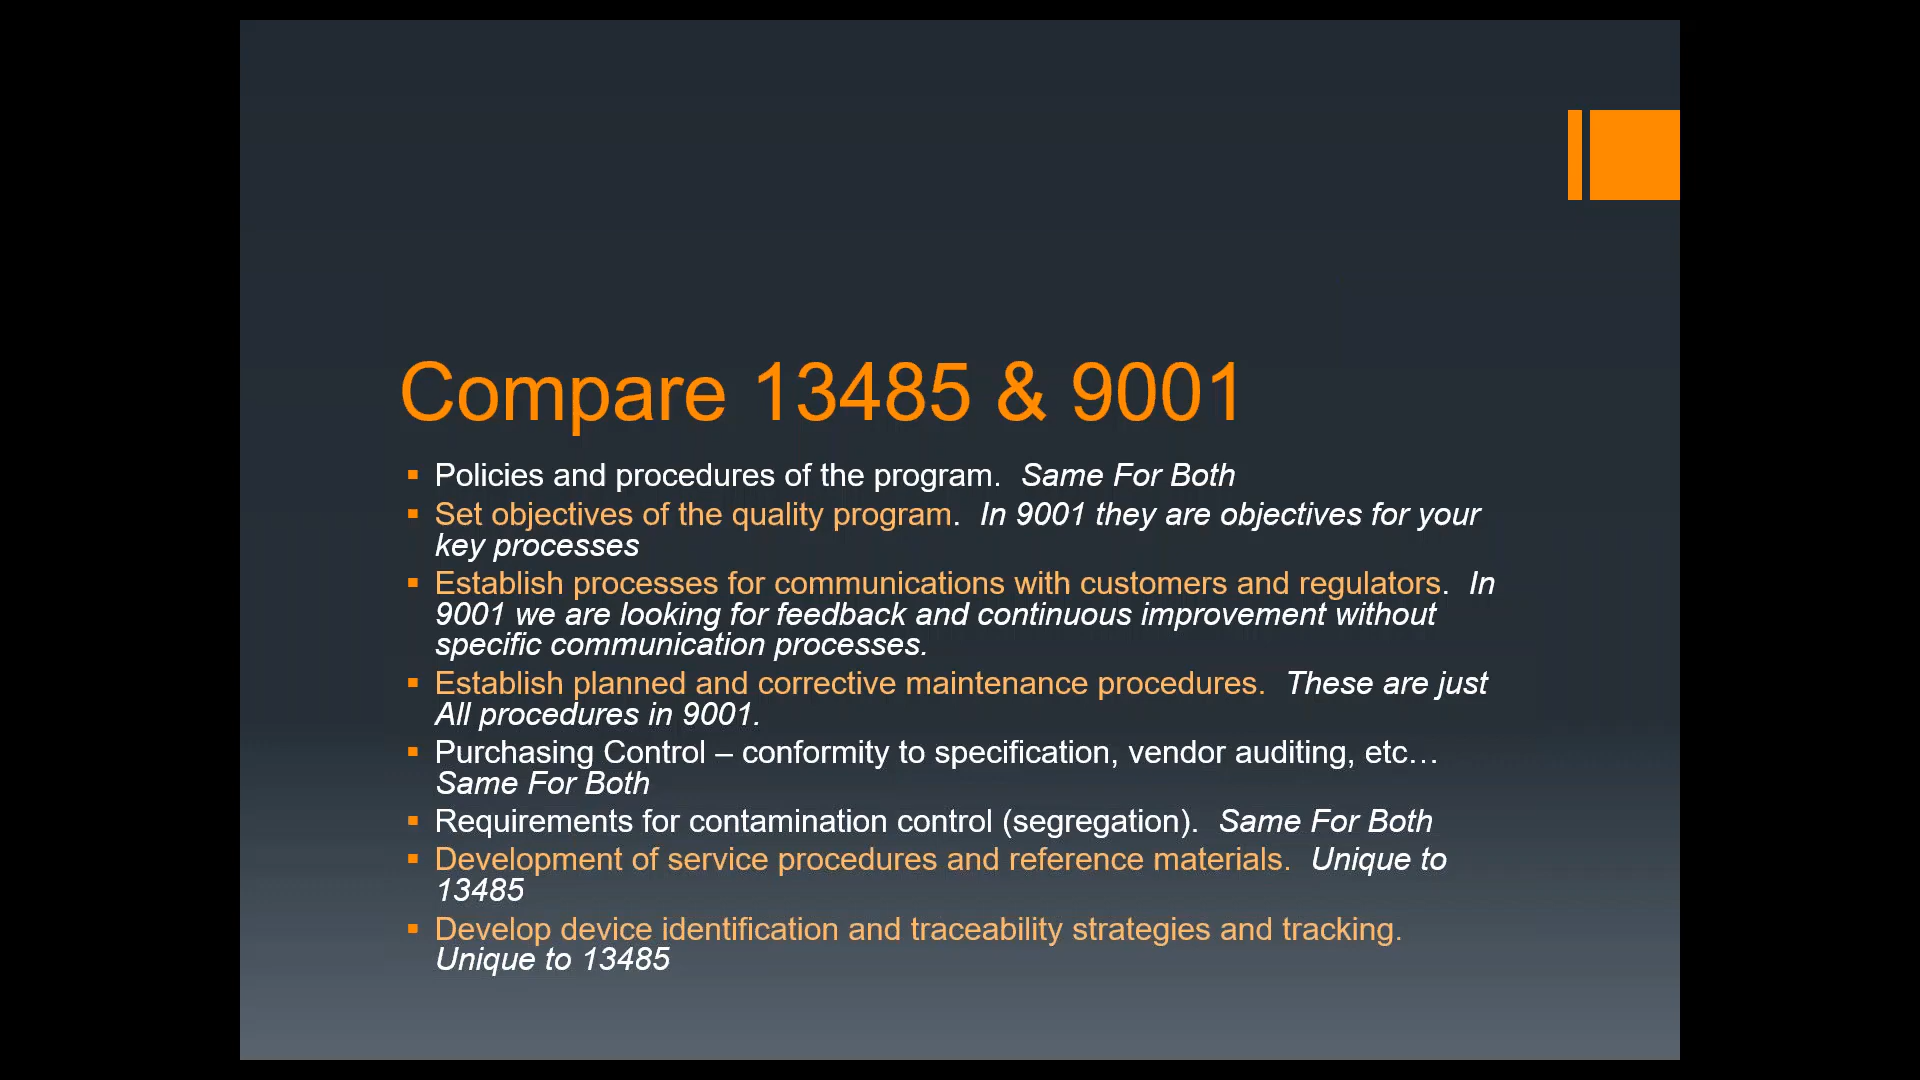 Compare 13485 & 9001
Policies and procedures of the program. Same For Both
Set objectives of the quality program. In 9001 they are objectives for your
key processes
Establish processes for communications with customers and regulators. In
9001 we are looking for feedback and continuous improvement without
specific communication processes.
Establish planned and corrective maintenance procedures. These are just
All procedures in 9001.
Purchasing Control – conformity to specification, vendor auditing, etc…
Same For Both
Requirements for contamination control (segregation). Same For Both
Development of service procedures and reference materials. Unique to
13485
Develop device identification and traceability strategies and tracking.
Unique to 13485